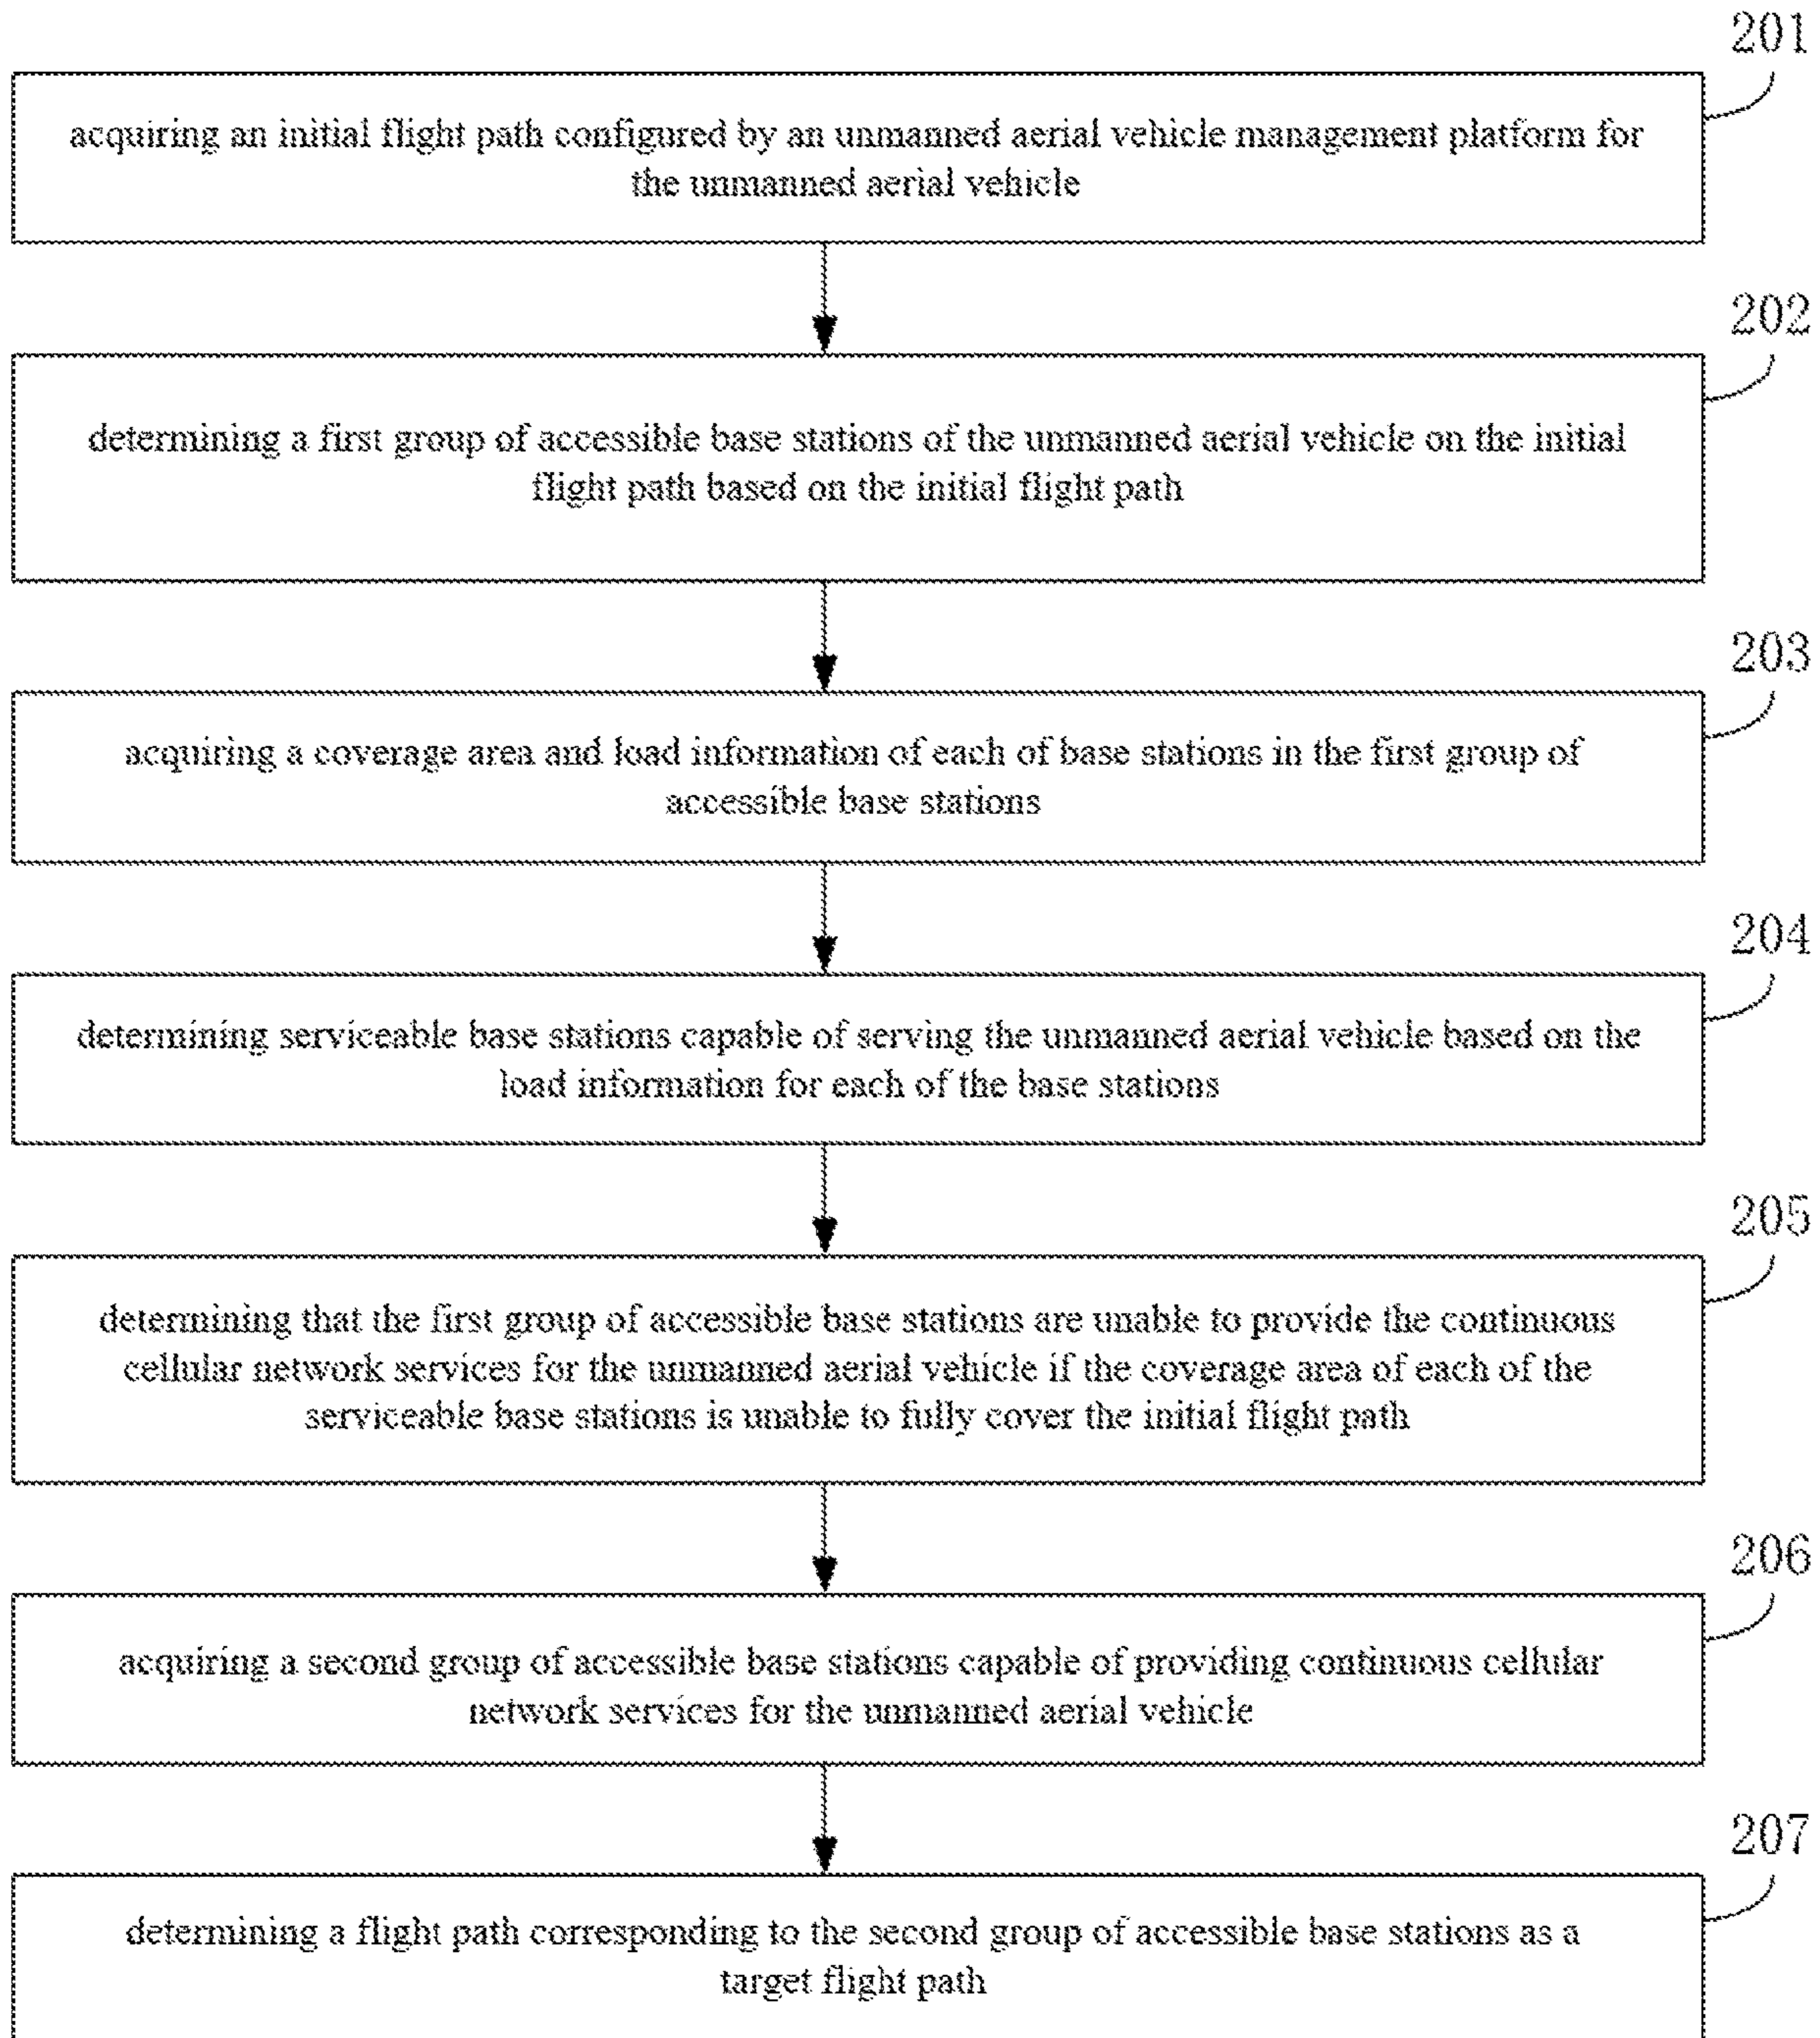 201
acquiring an initial flight path configured by an unmanned aerial vehicle management platform for
the unmanned aerial vehicle
202
determining a first group of accessible base stations of the unmanned aerial vehicle on the initial
flight path based on the initial flight path
203
acquiring a coverage area and load information of each of base stations in the first group of
accessible base stations
204
determining serviceable base stations capable of serving the unmanned aerial vehicle based on the
load information for each of the base stations
205
determining that the first group of accessible base stations are unable to provide the continuous
cellular network services for the unmanned aerial vehicle if the coverage area of each of the
serviceable base stations is unable to fully cover the initial flight path
206
acquiring a second group of accessible base stations capable of providing continuous cellular
network services for the unmanned aerial vehicle
207
determining a flight path corresponding to the second group of accessible base stations as a
target flight path